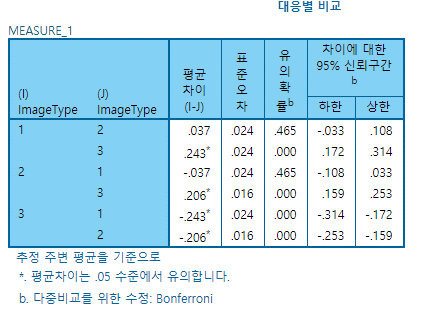 대응별 비교
MEASURE_1
(I) ImageType (J) ImageType 평균차이(I-J) 표준오차 유의확률b 차이에 대한 95% 신뢰구간b
하한 상한
1 2 .037 .024 .465 -.033 .108
3 .243* .024 .000 .172 .314
2 1 -.037 .024 .465 -.108 .033
3 .206* .016 .000 .159 .253
3 1 -.243* .024 .000 -.314 -.172
2 -.206* .016 .000 -.253 -.159
추정 주변 평균을 기준으로
*. 평균차이는 .05 수준에서 유의합니다.
b. 다중비교를 위한 수정: Bonferroni